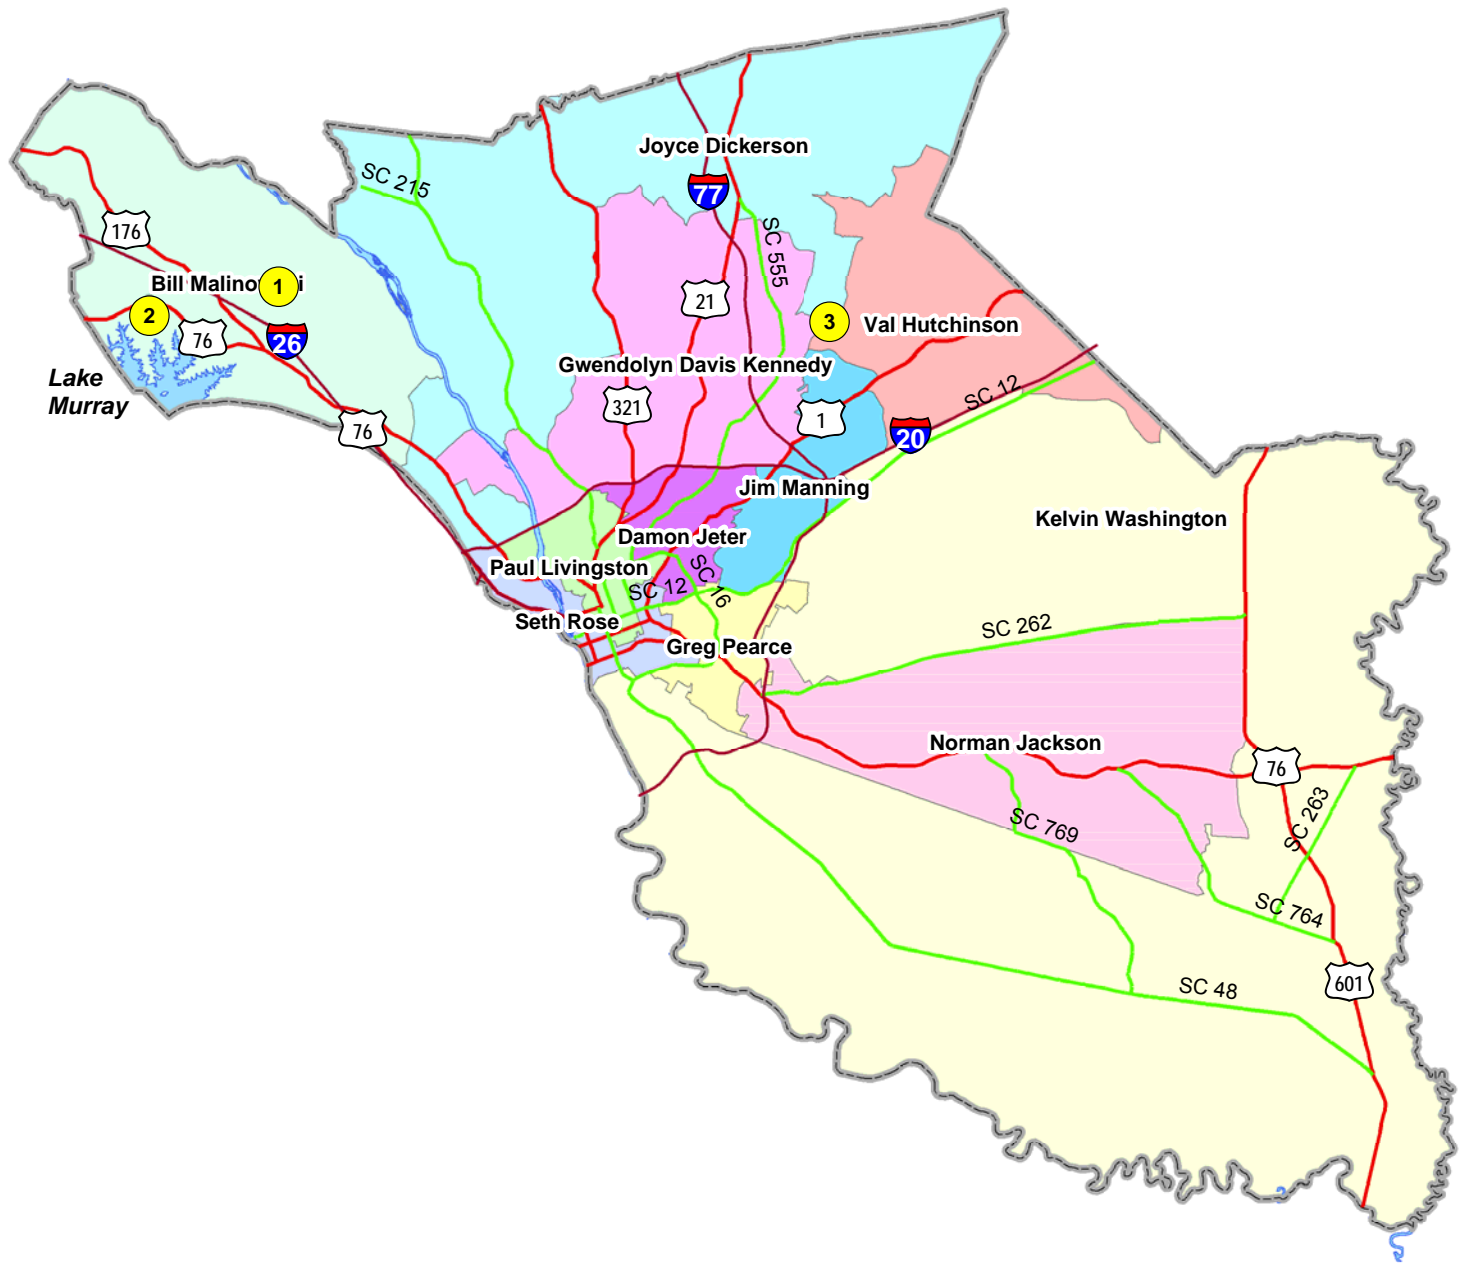 Joyce Dickerson
SC 215
77
176
SC 555
Bill Malino
1
i
21
2
3
Val Hutchinson
76
26
Lake
Murray
Gwendolyn Davis Kennedy
SC 12
321
1
76
20
Jim Manning
Kelvin Washington
Damon Jeter
Paul Livingston
SC 16
SC 12
Seth Rose
SC 262
Greg Pearce
Norman Jackson
76
SC 263
SC 769
SC 764
601
SC 48